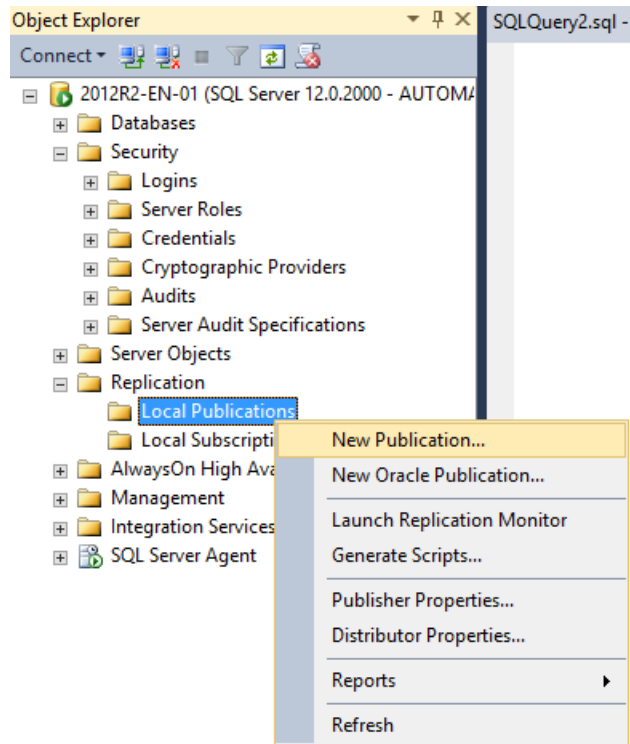 Object Explorer
SQLQuery2.sql -
Connect
2012R2-EN-01 (SQL Server 12.0.2000 - AUTOMA
Databases
Security
Logins
Server Roles
Credentials
Cryptographic Providers
Audits
Server Audit Specifications
Server Objects
Replication
Local Publications
Local Subscripti
New Publication...
AlwaysOn High Ava
New Oracle Publication...
Management
Integration Services
Launch Replication Monitor
SQL Server Agent
Generate Scripts...
Publisher Properties...
Distributor Properties...
Reports
Refresh